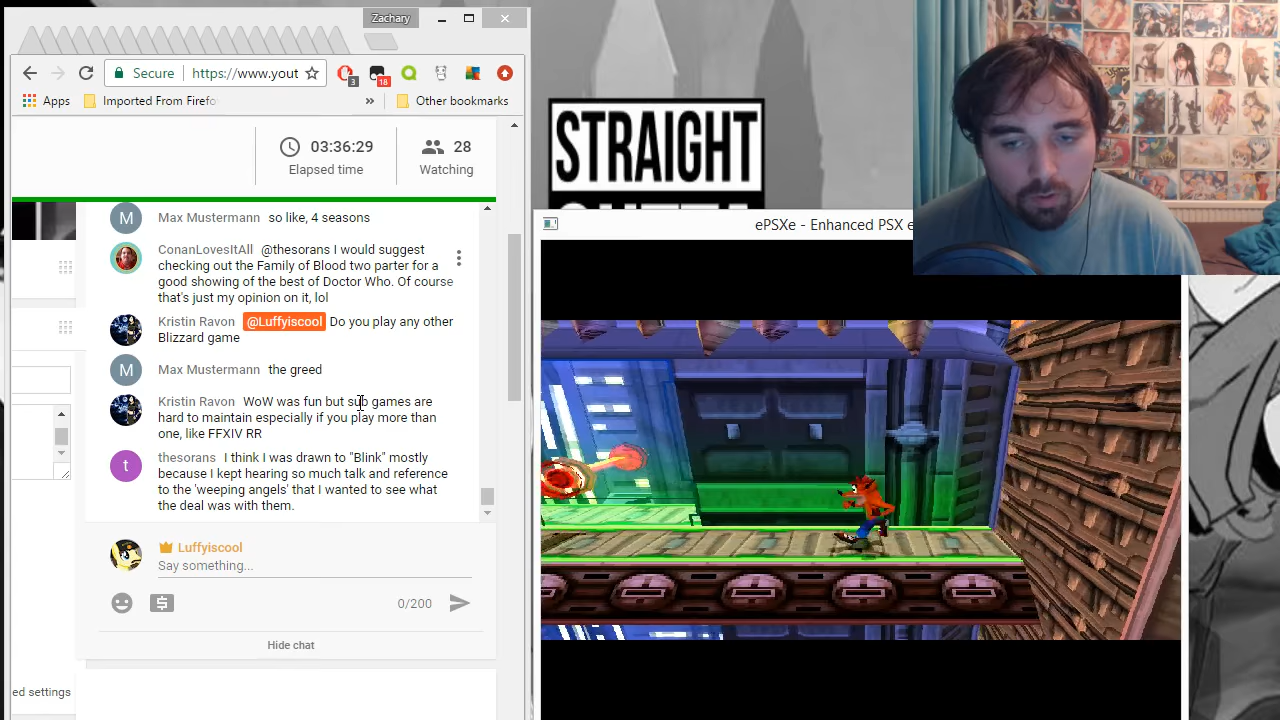 Zachary
Secure
https://www.yout
3
18
Apps
Imported From Firefo
»
Other bookmarks
03:36:29
28
Elapsed time
Watching
Max Mustermann so like, 4 seasons
ConanLovesItAll @thesorans I would suggest
checking out the Family of Blood two parter for a
good showing of the best of Doctor Who. Of course
that's just my opinion on it, lol
Kristin Ravon @Luffyiscool Do you play any other
Blizzard game
Max Mustermann the greed
Kristin Ravon WoW was fun but sub games are
hard to maintain especially if you play more than
one, like FFXIV RR
thesorans I think I was drawn to "Blink" mostly
because I kept hearing so much talk and reference
to the 'weeping angels' that I wanted to see what
the deal was with them.
M
M
t
Luffyiscool
Say something...
0/200
Hide chat
ed settings
STRAIGHT
ePSXe - Enhanced PSX e